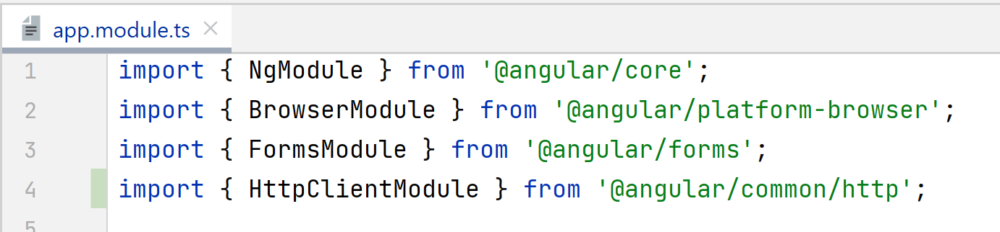 app.module.ts
1 import { NgModule } from '@angular/core';
2 import { BrowserModule } from '@angular/platform-browser';
3 import { FormsModule } from '@angular/forms';
4 import { HttpClientModule } from '@angular/common/http';
5